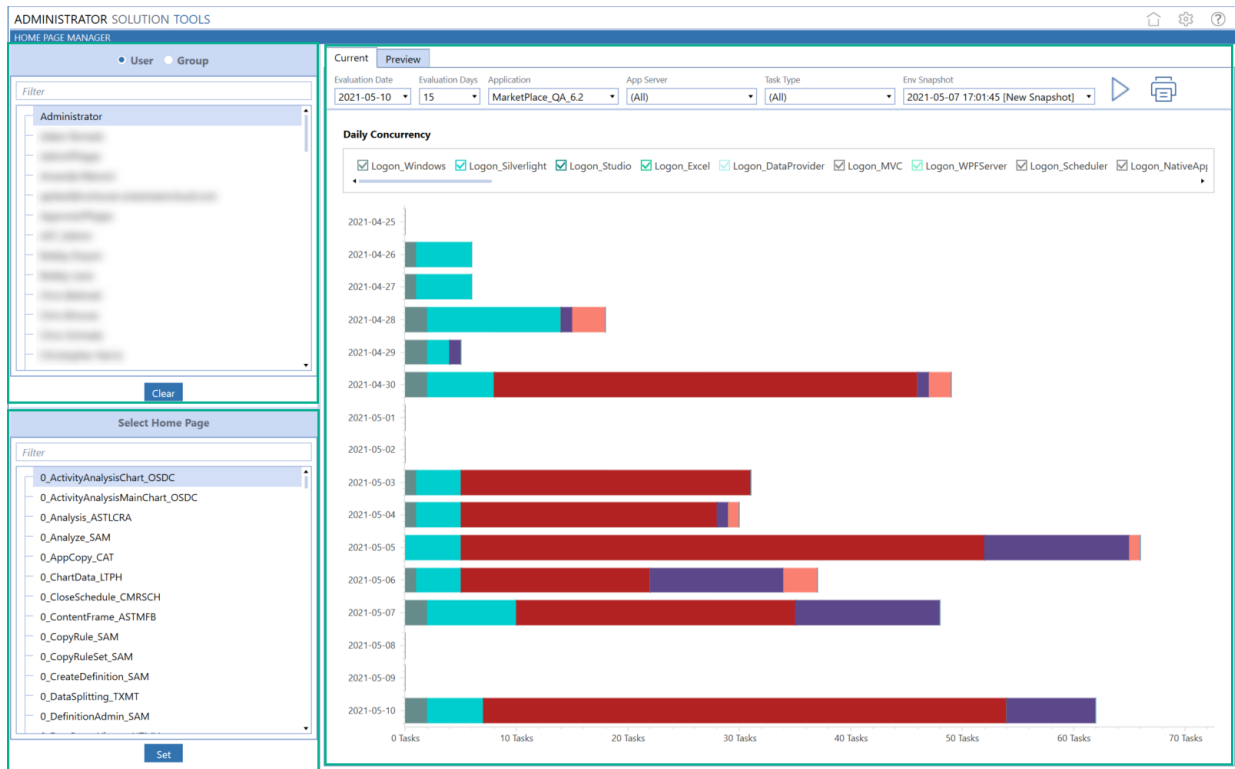 ADMINISTRATOR SOLUTION TOOLS
HOME PAGE MANAGER
User Group
Filter
Administrator
Clear
Select Home Page
Filter
0_ActivityAnalysisChart_OSDC
0_ActivityAnalysisMainChart_OSDC
0_Analysis_ASTLCRA
0_Analyze_SAM
0_AppCopy_CAT
0_ChartData_LTPH
0_CloseSchedule_CMRSCH
0_ContentFrame_ASTMFB
0_CopyRule_SAM
0_CopyRuleSet_SAM
0_CreateDefinition_SAM
0_DataSplitting_TXMT
0_DefinitionAdmin_SAM
Set
Current Preview
Evaluation Date Evaluation Days Application App Server Task Type Env Snapshot
2021-05-10 15 MarketPlace_QA_6.2 (All) (All) 2021-05-07 17:01:45 [New Snapshot]
Daily Concurrency
Logon_Windows Logon_Silverlight Logon_Studio Logon_Excel Logon_DataProvider Logon_MVC Logon_WPFServer Logon_Scheduler Logon_NativeApp
2021-04-25
2021-04-26
2021-04-27
2021-04-28
2021-04-29
2021-04-30
2021-05-01
2021-05-02
2021-05-03
2021-05-04
2021-05-05
2021-05-06
2021-05-07
2021-05-08
2021-05-09
2021-05-10
0 Tasks 10 Tasks 20 Tasks 30 Tasks 40 Tasks 50 Tasks 60 Tasks 70 Tasks